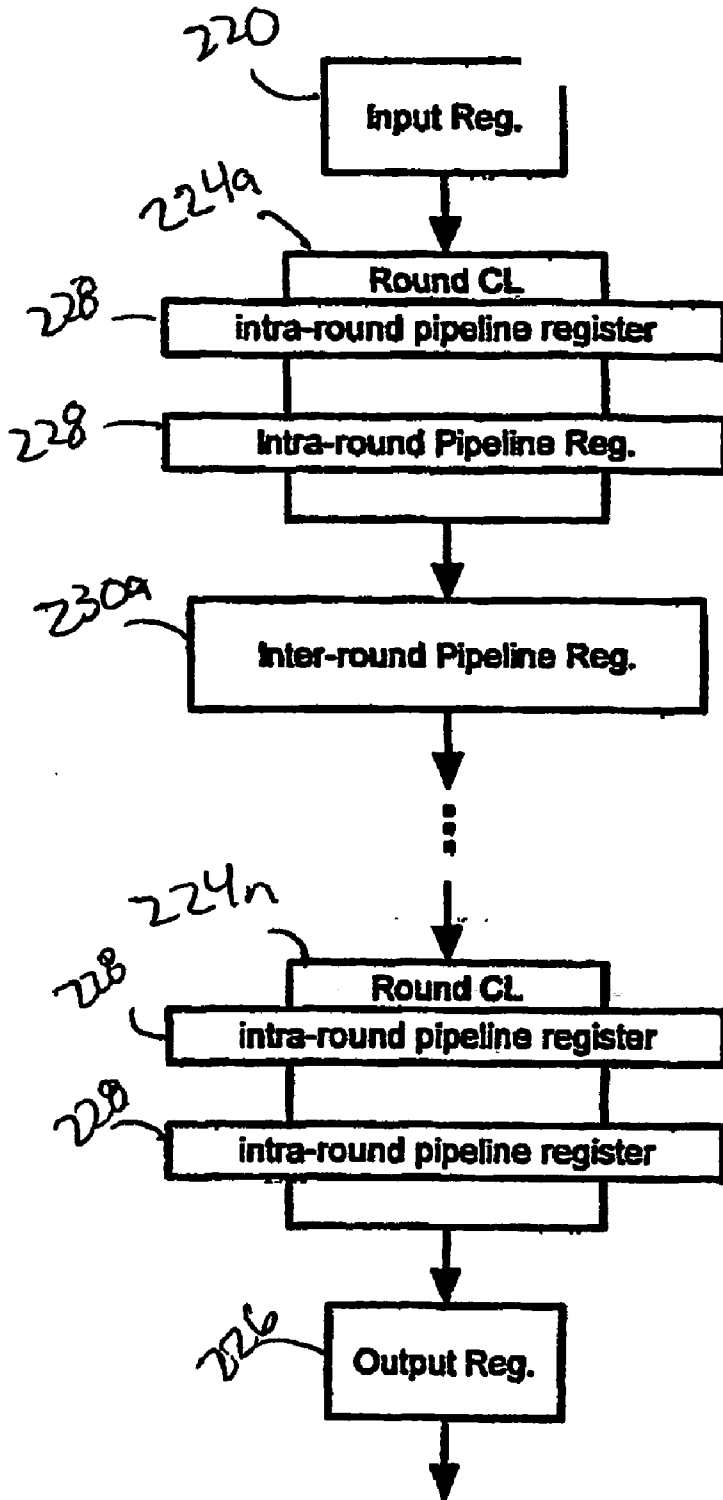 220
Input Reg.
224a
Round CL
228
intra-round pipeline register
228
Intra-round Pipeline Reg.
230a
Inter-round Pipeline Reg.
224n
Round CL
228
intra-round pipeline register
228
intra-round pipeline register
226
Output Reg.